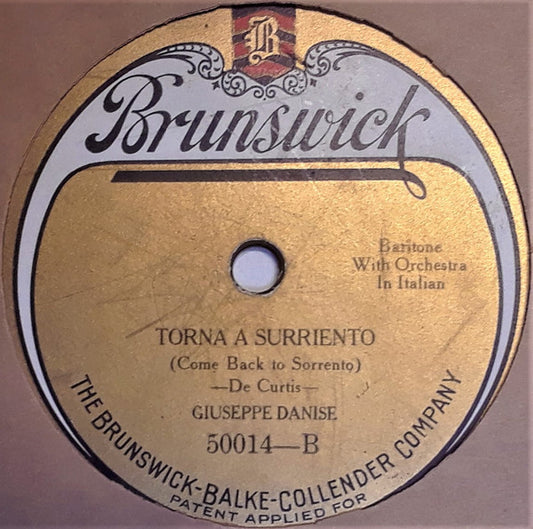 B
Brunswick
Baritone
With Orchestra
In Italian
TORNA A SURRIENTO
(Come Back to Sorrento)
—De Curtis—
GIUSEPPE DANISE
50014—B
THE BRUNSWICK-BALKE-COLLENDER COMPANY
PATENT APPLIED FOR